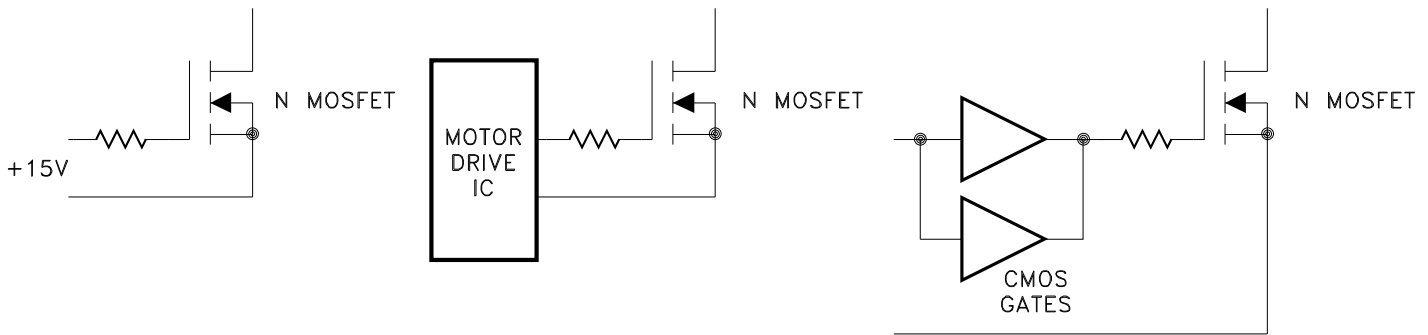 N MOSFET
+15V
MOTOR
DRIVE
IC
N MOSFET
N MOSFET
CMOS
GATES